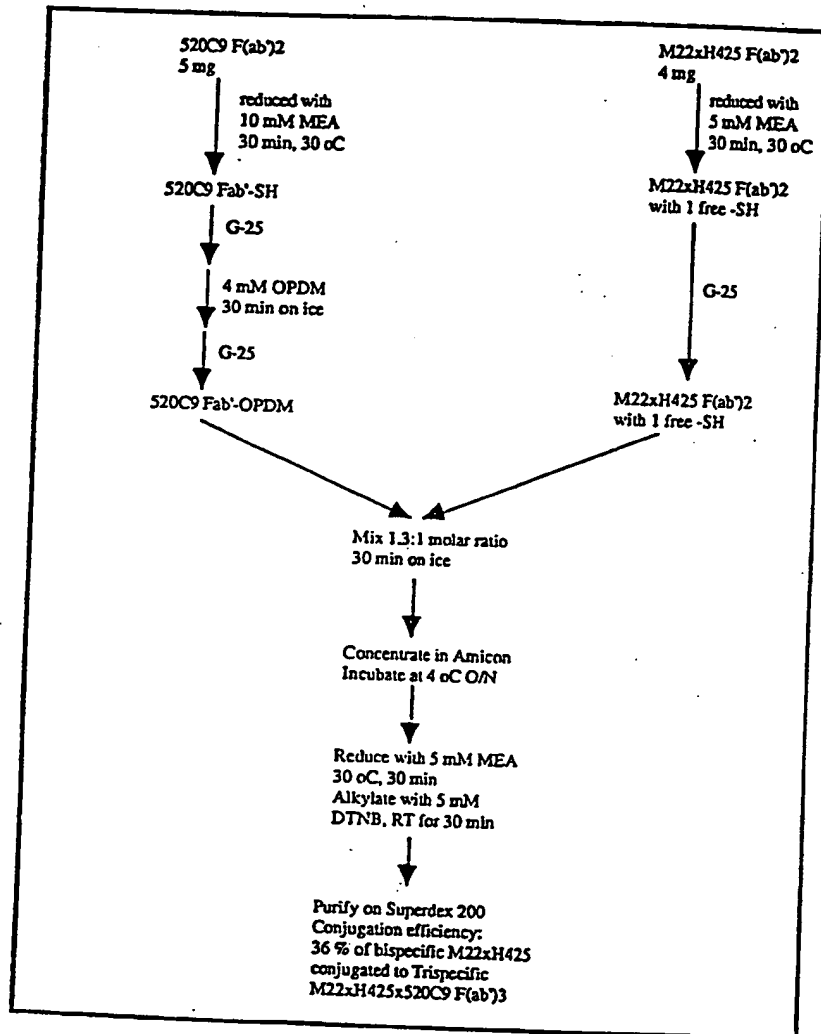 520C9 F(ab')2
5 mg
reduced with
10 mM MEA
30 min, 30 oC
520C9 Fab'-SH
G-25
4 mM OPDM
30 min on ice
G-25
520C9 Fab'-OPDM
M22xH425 F(ab')2
4 mg
reduced with
5 mM MEA
30 min, 30 oC
M22xH425 F(ab')2
with 1 free -SH
G-25
M22xH425 F(ab')2
with 1 free -SH
Mix 1.3:1 molar ratio
30 min on ice
Concentrate in Amicon
Incubate at 4 oC O/N
Reduce with 5 mM MEA
30 oC, 30 min
Alkylate with 5 mM
DTNB, RT for 30 min
Purify on Superdex 200
Conjugation efficiency:
36 % of bispecific M22xH425
conjugated to Trispecific
M22xH425x520C9 F(ab')3